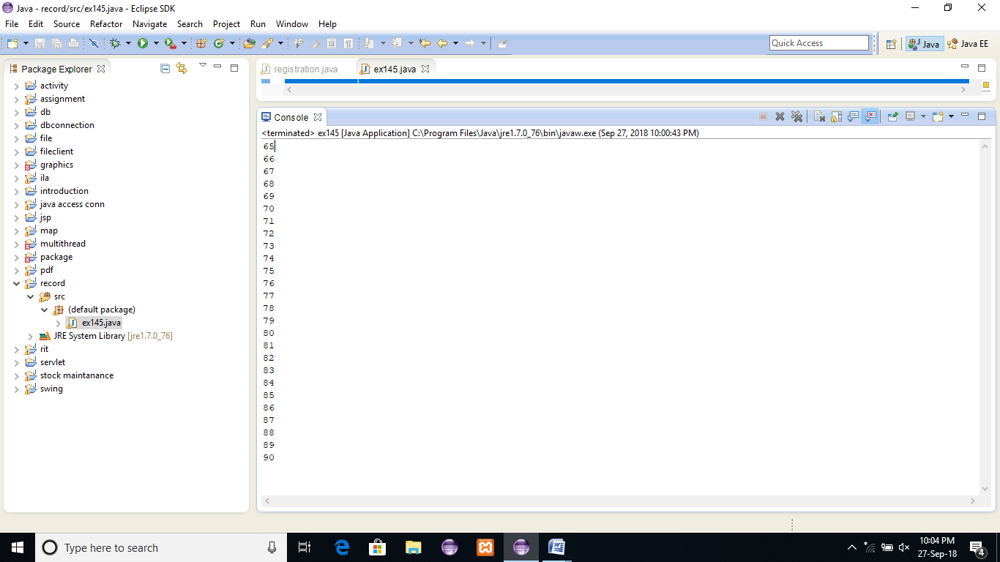 Java - record/src/ex145.java - Eclipse SDK
File Edit Source Refactor Navigate Search Project Run Window Help
Quick Access
Java
Java EE
Package Explorer
activity
assignment
db
dbconnection
file
fileclient
graphics
ila
introduction
java access conn
jsp
map
multithread
package
pdf
record
src
(default package)
ex145.java
JRE System Library [jre1.7.0_76]
rit
servlet
stock maintanance
swing
registration.java
ex145.java
Console
<terminated> ex145 [Java Application] C:\Program Files\Java\jre1.7.0_76\bin\javaw.exe (Sep 27, 2018 10:00:43 PM)
65
66
67
68
69
70
71
72
73
74
75
76
77
78
79
80
81
82
83
84
85
86
87
88
89
90
Type here to search
10:04 PM
27-Sep-18
4